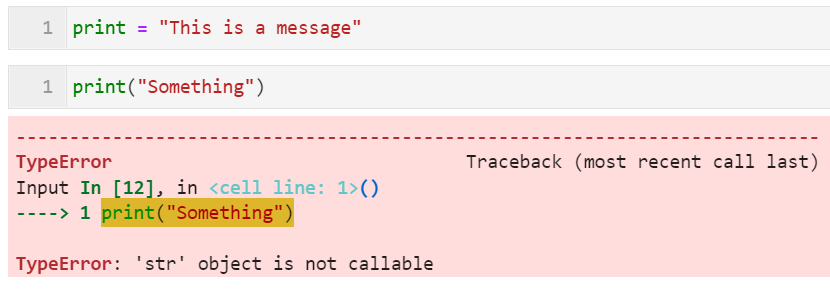 1 print = "This is a message"
1 print("Something")
---------------------------------------------------------------------------
TypeError Traceback (most recent call last)
Input In [12], in <cell line: 1>()
----> 1 print("Something")
TypeError: 'str' object is not callable